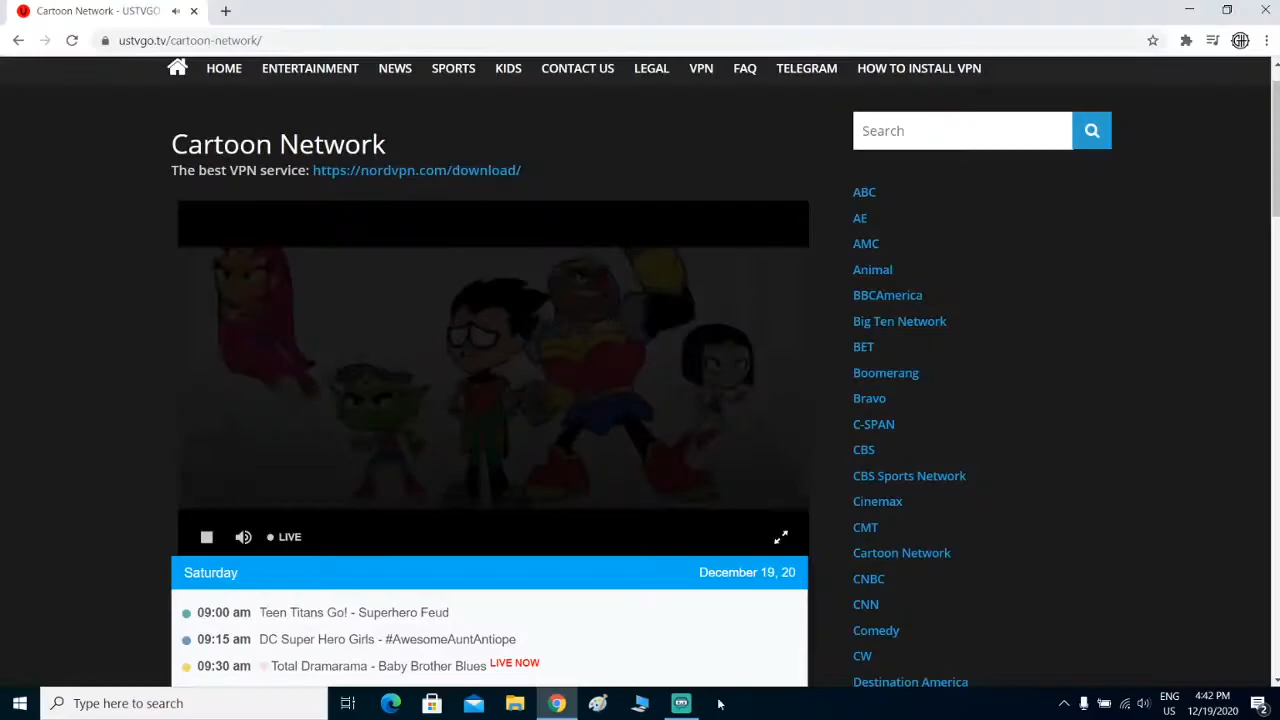 Cartoon Network - USTVGO
ustvgo.tv/cartoon-network/
HOME ENTERTAINMENT NEWS SPORTS KIDS CONTACT US LEGAL VPN FAQ TELEGRAM HOW TO INSTALL VPN
Cartoon Network
The best VPN service: https://nordvpn.com/download/
LIVE
Saturday December 19, 20
09:00 am Teen Titans Go! - Superhero Feud
09:15 am DC Super Hero Girls - #AwesomeAuntAntiope
09:30 am Total Dramarama - Baby Brother Blues LIVE NOW
Search
ABC
AE
AMC
Animal
BBCAmerica
Big Ten Network
BET
Boomerang
Bravo
C-SPAN
CBS
CBS Sports Network
Cinemax
CMT
Cartoon Network
CNBC
CNN
Comedy
CW
Destination America
Type here to search
ENG
US
4:42 PM
12/19/2020
2